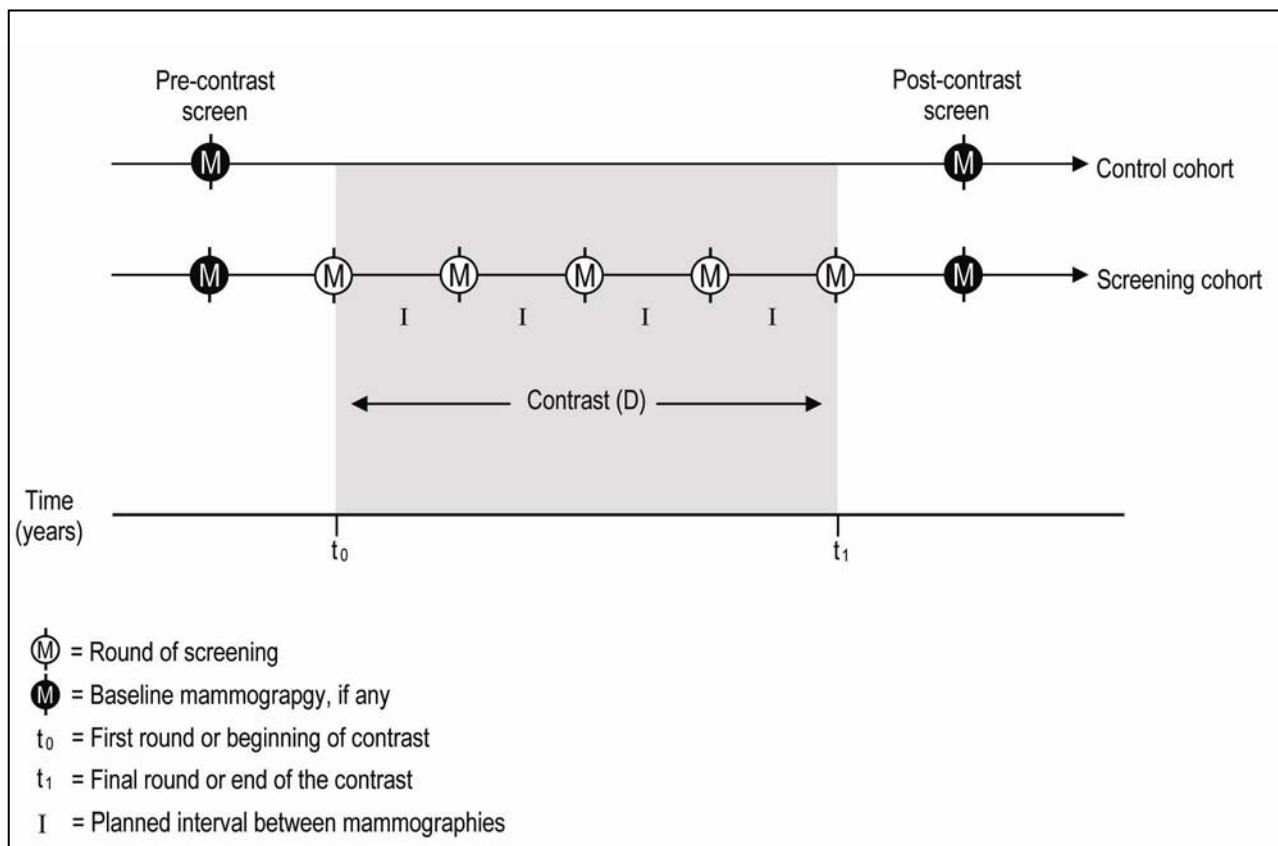 Pre-contrast
screen
Post-contrast
screen
M
M
Control cohort
M
M
M
M
M
M
M
Screening cohort
I
I
I
I
Contrast (D)
Time
(years)
t₀
t₁
M = Round of screening
M = Baseline mammograpgy, if any
t₀ = First round or beginning of contrast
t₁ = Final round or end of the contrast
I = Planned interval between mammographies